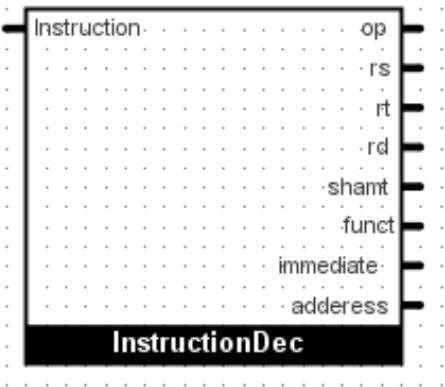 Instruction op
rs
rt
rd
shamt
funct
immediate
adderess
InstructionDec